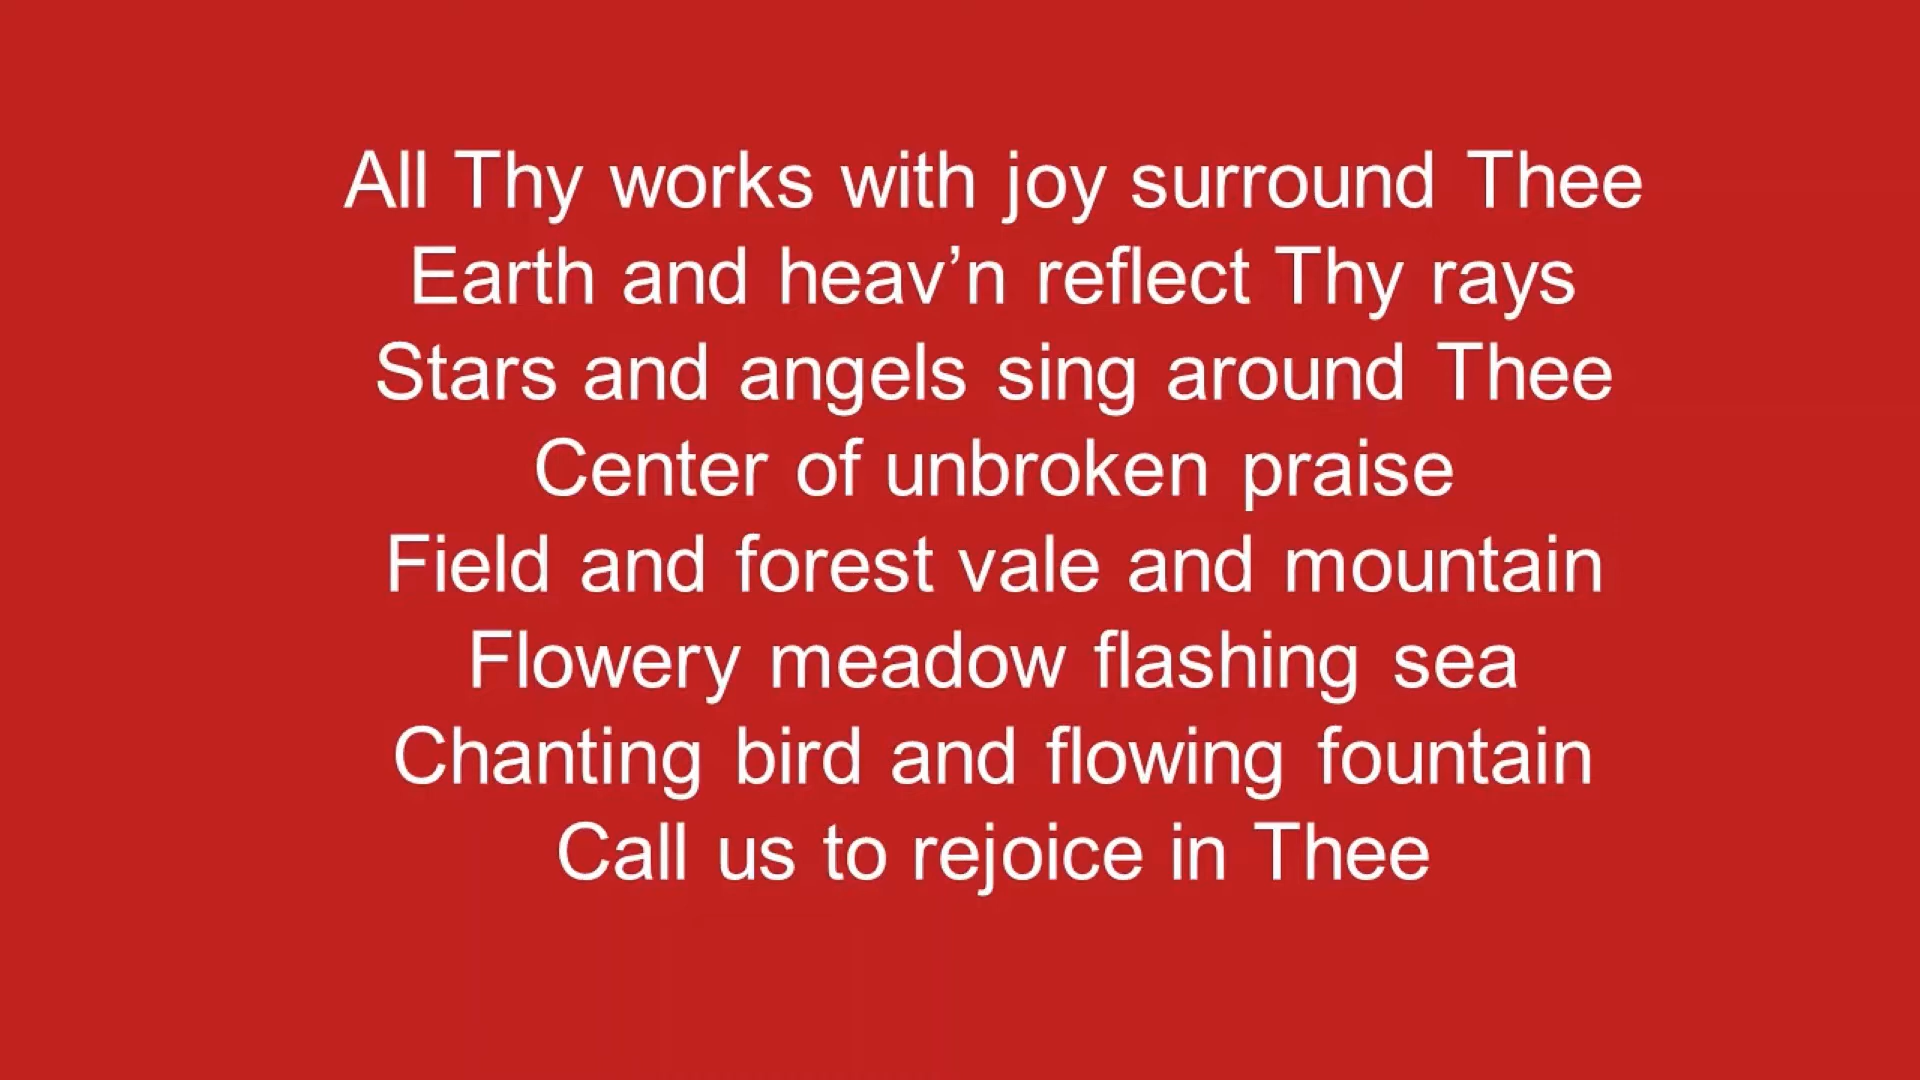 All Thy works with joy surround Thee
Earth and heav’n reflect Thy rays
Stars and angels sing around Thee
Center of unbroken praise
Field and forest vale and mountain
Flowery meadow flashing sea
Chanting bird and flowing fountain
Call us to rejoice in Thee